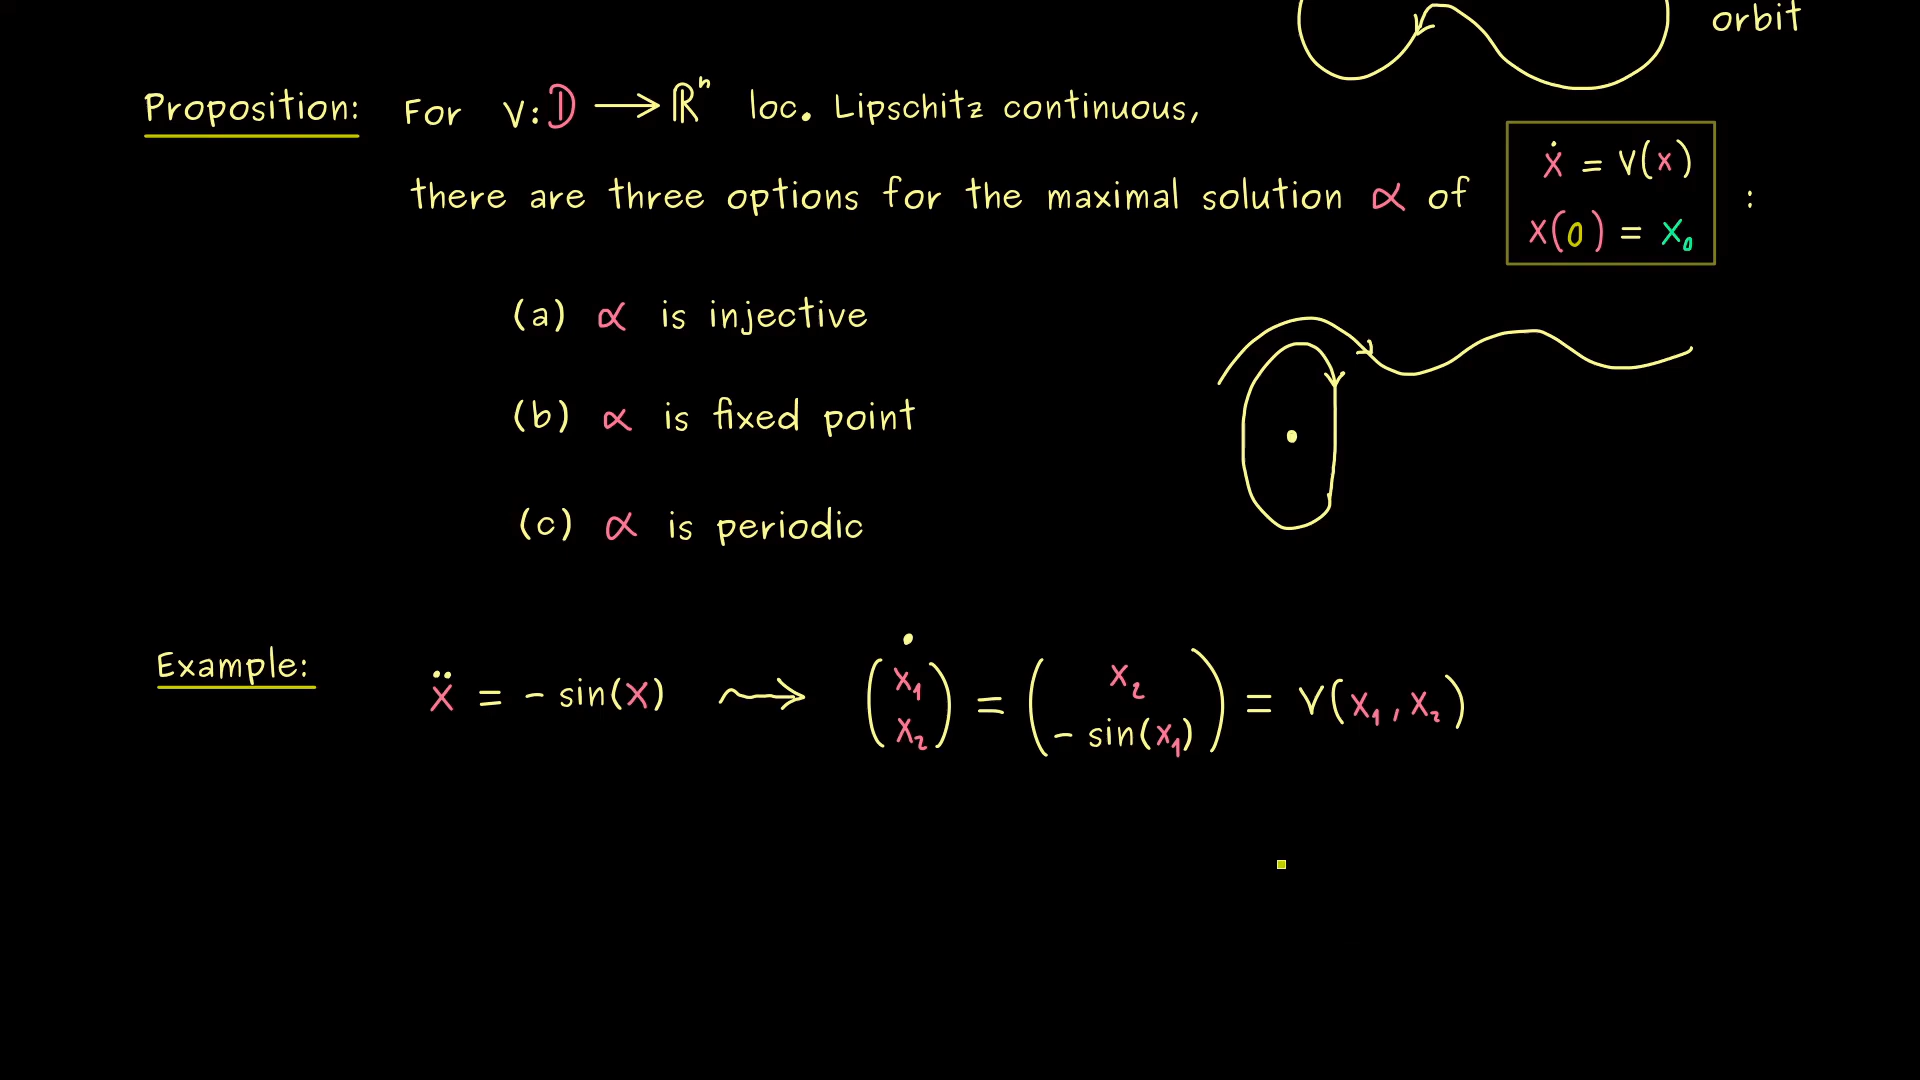 orbit
Proposition: For v: D ⟶ ℝⁿ loc. Lipschitz continuous,
there are three options for the maximal solution α of
ẋ = v(x)
x(0) = x₀
:
(a) α is injective
(b) α is fixed point
(c) α is periodic
Example: ẍ = - sin(x) ⇝ (x₁ x₂)˙ = (x₂ - sin(x₁)) = v(x₁, x₂)